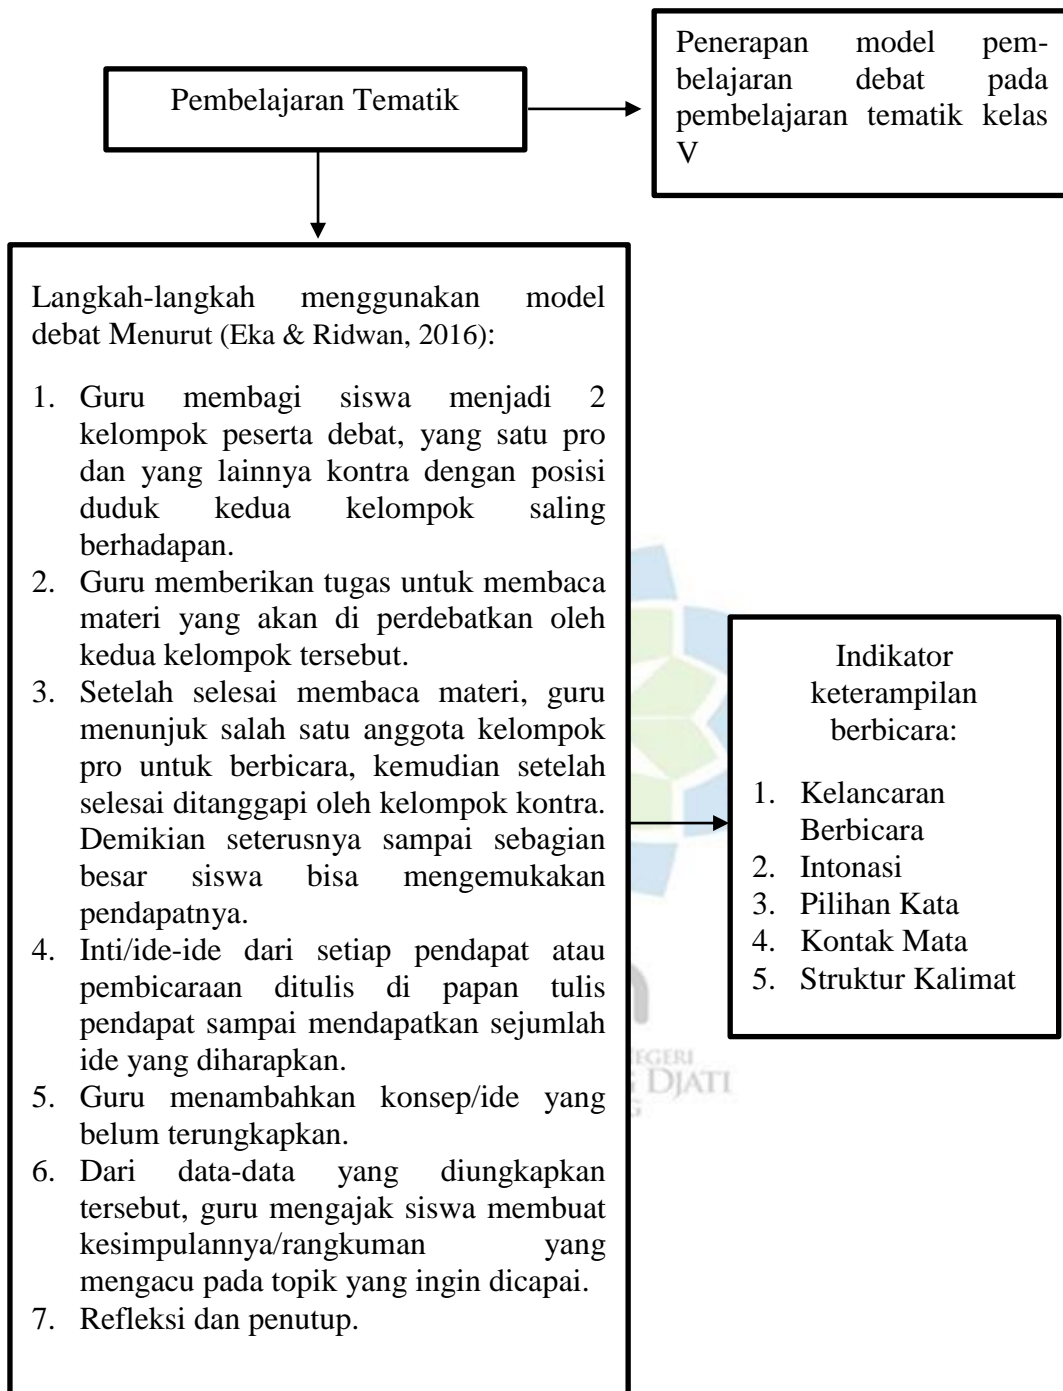 Pembelajaran Tematik
Penerapan model pem-
belajaran debat pada
pembelajaran tematik kelas
V
Langkah-langkah menggunakan model
debat Menurut (Eka & Ridwan, 2016):
1. Guru membagi siswa menjadi 2
kelompok peserta debat, yang satu pro
dan yang lainnya kontra dengan posisi
duduk kedua kelompok saling
berhadapan.
2. Guru memberikan tugas untuk membaca
materi yang akan di perdebatkan oleh
kedua kelompok tersebut.
3. Setelah selesai membaca materi, guru
menunjuk salah satu anggota kelompok
pro untuk berbicara, kemudian setelah
selesai ditanggapi oleh kelompok kontra.
Demikian seterusnya sampai sebagian
besar siswa bisa mengemukakan
pendapatnya.
4. Inti/ide-ide dari setiap pendapat atau
pembicaraan ditulis di papan tulis
pendapat sampai mendapatkan sejumlah
ide yang diharapkan.
5. Guru menambahkan konsep/ide yang
belum terungkapkan.
6. Dari data-data yang diungkapkan
tersebut, guru mengajak siswa membuat
kesimpulannya/rangkuman yang
mengacu pada topik yang ingin dicapai.
7. Refleksi dan penutup.
Indikator
keterampilan
berbicara:
1. Kelancaran
Berbicara
2. Intonasi
3. Pilihan Kata
4. Kontak Mata
5. Struktur Kalimat
DJATI